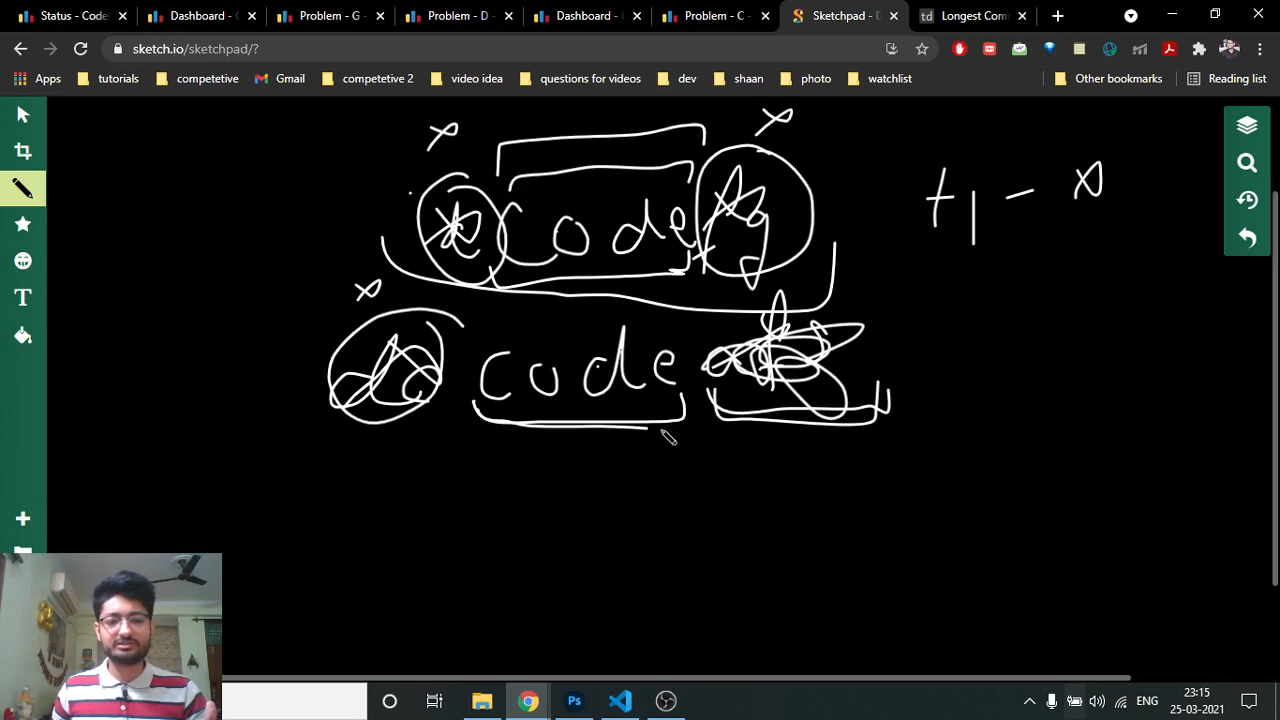 Status - Code
Dashboard - 
Problem - G - 
Problem - D - 
Dashboard - 
Problem - C - 
Sketchpad - D
td Longest Com
sketch.io/sketchpad/?
Apps tutorials competetive Gmail competetive 2 video idea questions for videos dev shaan photo watchlist Other bookmarks Reading list
code
code
T
Ps
ENG
23:15
25-03-2021